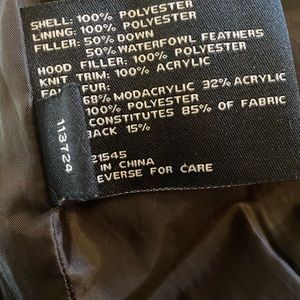 SHELL: 100% POLYESTER
LINING: 100% POLYESTER
FILLER: 50% DOWN
50% WATERFOWL FEATHERS
HOOD FILLER: 100% POLYESTER
KNIT TRIM: 100% ACRYLIC
FUR:
68% MODACRYLIC 32% ACRYLIC
100% POLYESTER
CONSTITUTES 85% OF FABRIC
BACK 15%
21545
IN CHINA
FOR CARE
113724